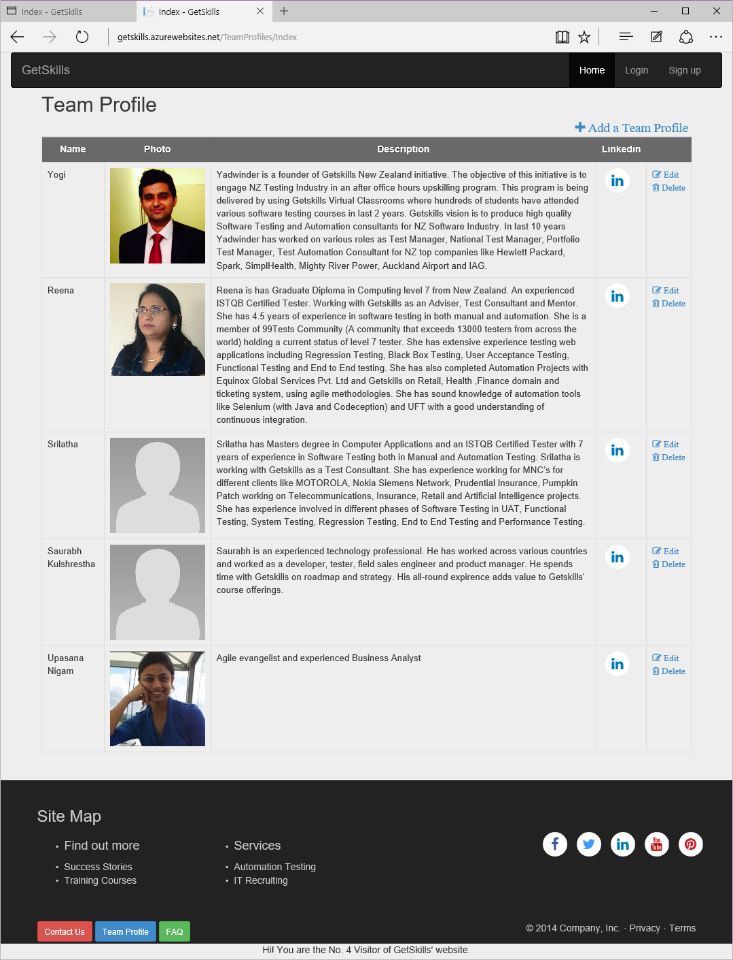 Index - GetSkills
Index - GetSkills
getskills.azurewebsites.net/TeamProfiles/Index
GetSkills
Home
Login
Sign up
Team Profile
Add a Team Profile
Name
Photo
Description
Linkedin
Yogi
Yadwinder is a founder of Getskills New Zealand initiative. The objective of this initiative is to
engage NZ Testing Industry in an after office hours upskilling program. This program is being
delivered by using Getskills Virtual Classrooms where hundreds of students have attended
various software testing courses in last 2 years. Getskills vision is to produce high quality
Software Testing and Automation consultants for NZ Software Industry. In last 10 years
Yadwinder has worked on various roles as Test Manager, National Test Manager, Portfolio
Test Manager, Test Automation Consultant for NZ top companies like Hewlett Packard,
Spark, SimplHealth, Mighty River Power, Auckland Airport and IAG.
in
Edit
Delete
Reena
Reena is has Graduate Diploma in Computing level 7 from New Zealand. An experienced
ISTQB Certified Tester. Working with Getskills as an Adviser, Test Consultant and Mentor.
She has 4.5 years of experience in software testing in both manual and automation. She is a
member of 99Tests Community (A community that exceeds 13000 testers from across the
world) holding a current status of level 7 tester. She has extensive experience testing web
applications including Regression Testing, Black Box Testing, User Acceptance Testing,
Functional Testing and End to End testing. She has also completed Automation Projects with
Equinox Global Services Pvt. Ltd and Getskills on Retail, Health ,Finance domain and
ticketing system, using agile methodologies. She has sound knowledge of automation tools
like Selenium (with Java and Codeception) and UFT with a good understanding of
continuous integration.
in
Edit
Delete
Srilatha
Srilatha has Masters degree in Computer Applications and an ISTQB Certified Tester with 7
years of experience in Software Testing both in Manual and Automation Testing. Srilatha is
working with Getskills as a Test Consultant. She has experience working for MNC's for
different clients like MOTOROLA, Nokia Siemens Network, Prudential Insurance, Pumpkin
Patch working on Telecommunications, Insurance, Retail and Artificial Intelligence projects.
She has experience involved in different phases of Software Testing in UAT, Functional
Testing, System Testing, Regression Testing, End to End Testing and Performance Testing.
in
Edit
Delete
Saurabh
Kulshrestha
Saurabh is an experienced technology professional. He has worked across various countries
and worked as a developer, tester, field sales engineer and product manager. He spends
time with Getskills on roadmap and strategy. His all-round expirence adds value to Getskills'
course offerings.
in
Edit
Delete
Upasana
Nigam
Agile evangelist and experienced Business Analyst
in
Edit
Delete
Site Map
Find out more
Success Stories
Training Courses
Services
Automation Testing
IT Recruiting
f
in
You
Tube
Contact Us
Team Profile
FAQ
© 2014 Company, Inc. · Privacy · Terms
Hi! You are the No. 4 Visitor of GetSkills' website.